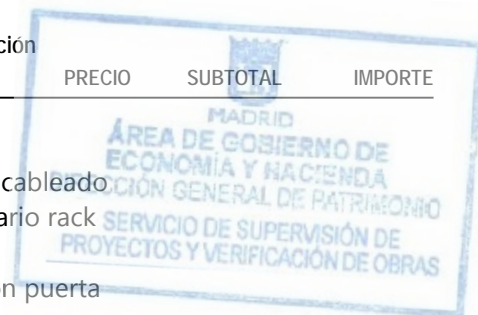 ción
PRECIO SUBTOTAL IMPORTE
MADRID
ÁREA DE GOBIERNO DE
ECONOMÍA Y HACIENDA
cableado
DIRECCIÓN GENERAL DE PATRIMONIO
ario rack
SERVICIO DE SUPERVISIÓN DE
PROYECTOS Y VERIFICACIÓN DE OBRAS
n puerta